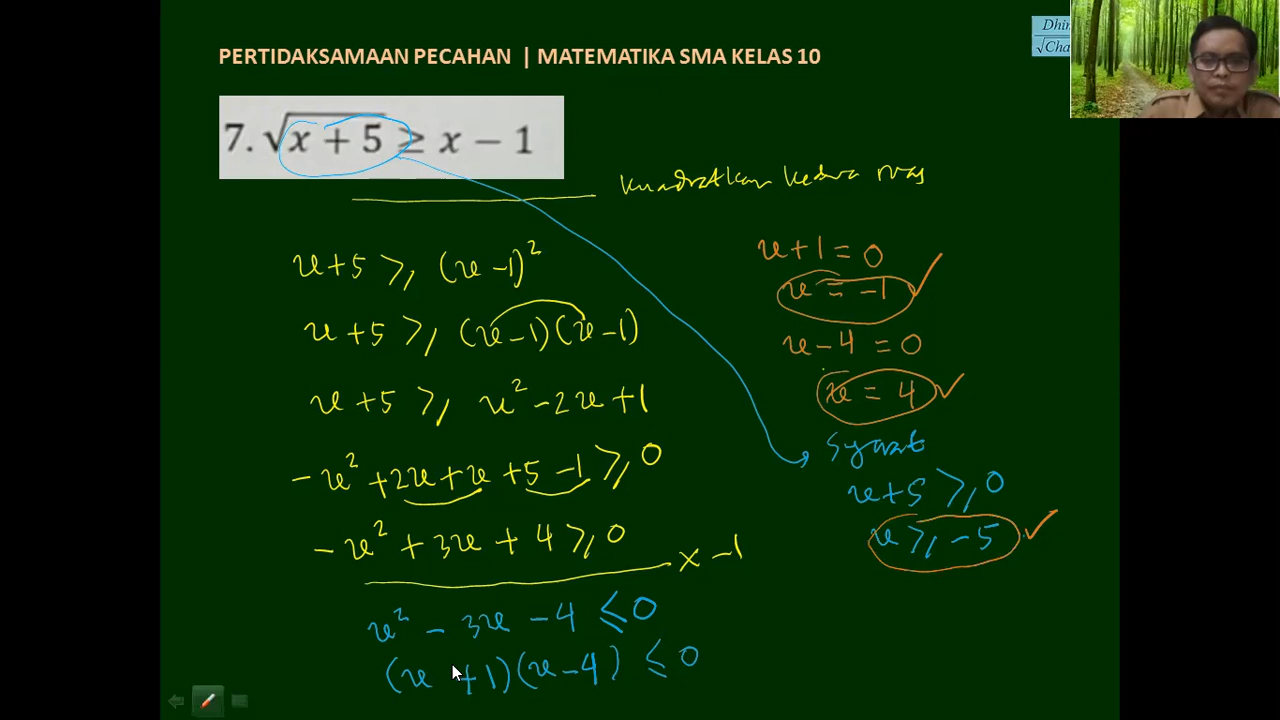 PERTIDAKSAMAAN PECAHAN | MATEMATIKA SMA KELAS 10
7. √x + 5 ≥ x − 1
Kuadratkan kedua ruas
x+5 ≥ (x-1)²
x+5 ≥ (x-1)(x-1)
x+5 ≥ x²-2x+1
-x²+2x+x+5-1 ≥ 0
-x²+3x+4 ≥ 0
x -1
x²-3x-4 ≤ 0
(x+1)(x-4) ≤ 0
x+1 = 0
x = -1 ✓
x-4 = 0
x = 4 ✓
Syarat
x+5 ≥ 0
x ≥ -5 ✓